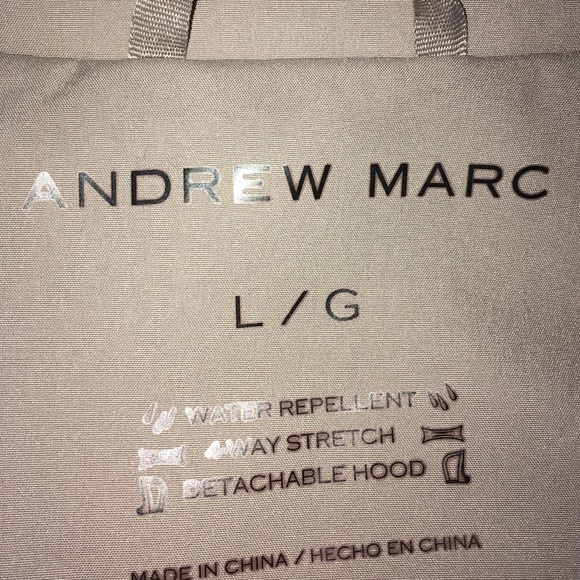 ANDREW MARC
L / G
WATER REPELLENT
4-WAY STRETCH
DETACHABLE HOOD
MADE IN CHINA / HECHO EN CHINA